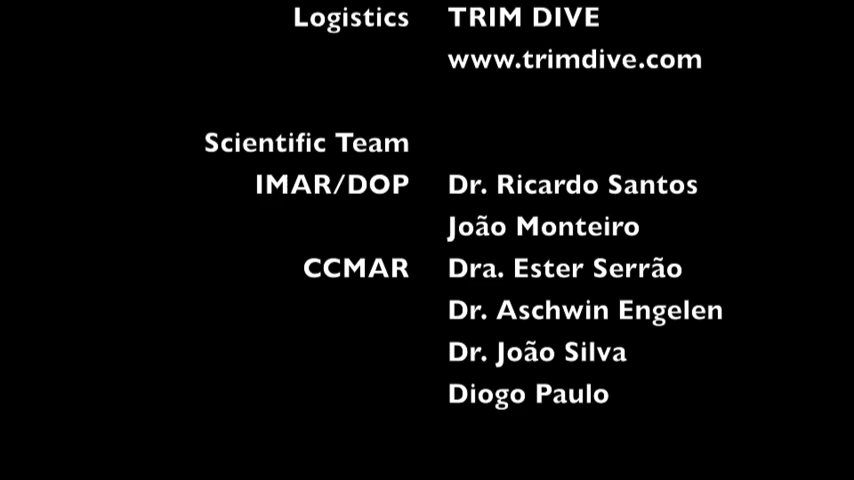 Logistics TRIM DIVE
www.trimdive.com
Scientific Team
IMAR/DOP Dr. Ricardo Santos
João Monteiro
CCMAR Dra. Ester Serrão
Dr. Aschwin Engelen
Dr. João Silva
Diogo Paulo